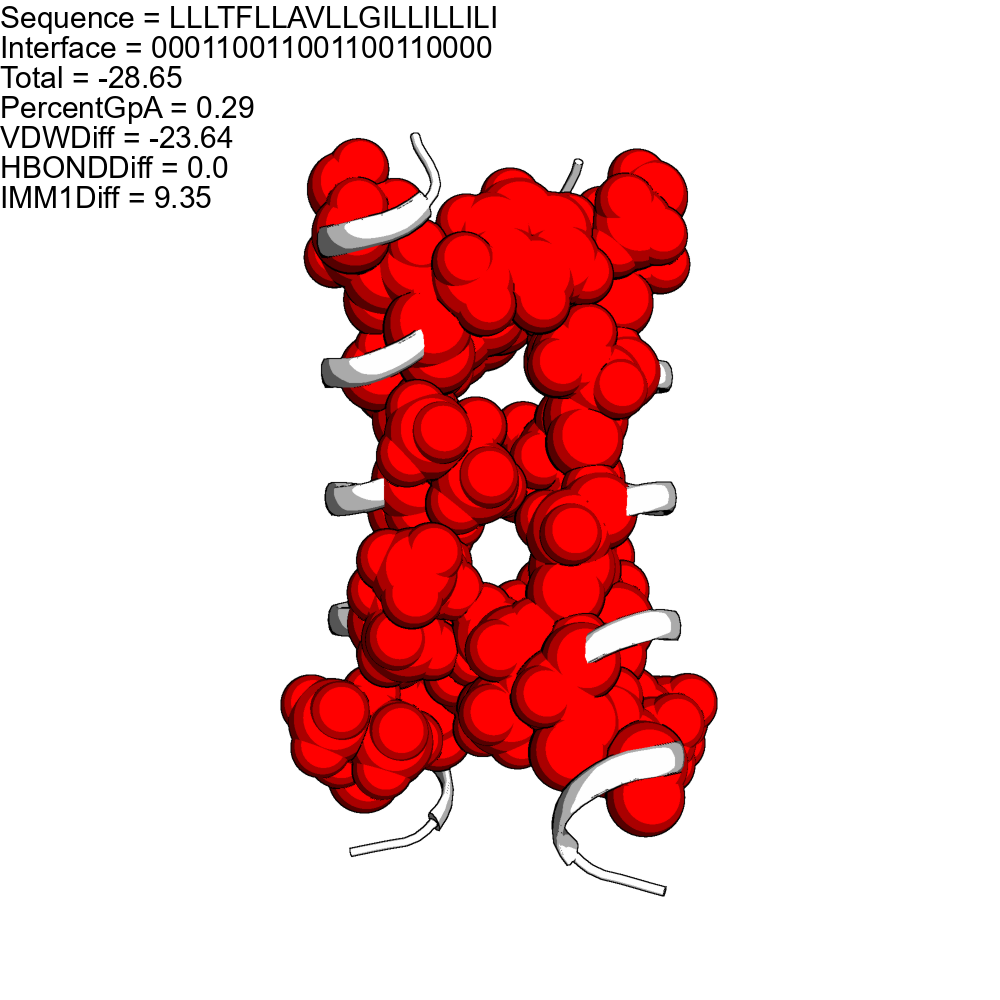 Sequence = LLLTFLLAVLLGILLILLILI
Interface = 000110011001100110000
Total = -28.65
PercentGpA = 0.29
VDWDiff = -23.64
HBONDDiff = 0.0
IMM1Diff = 9.35